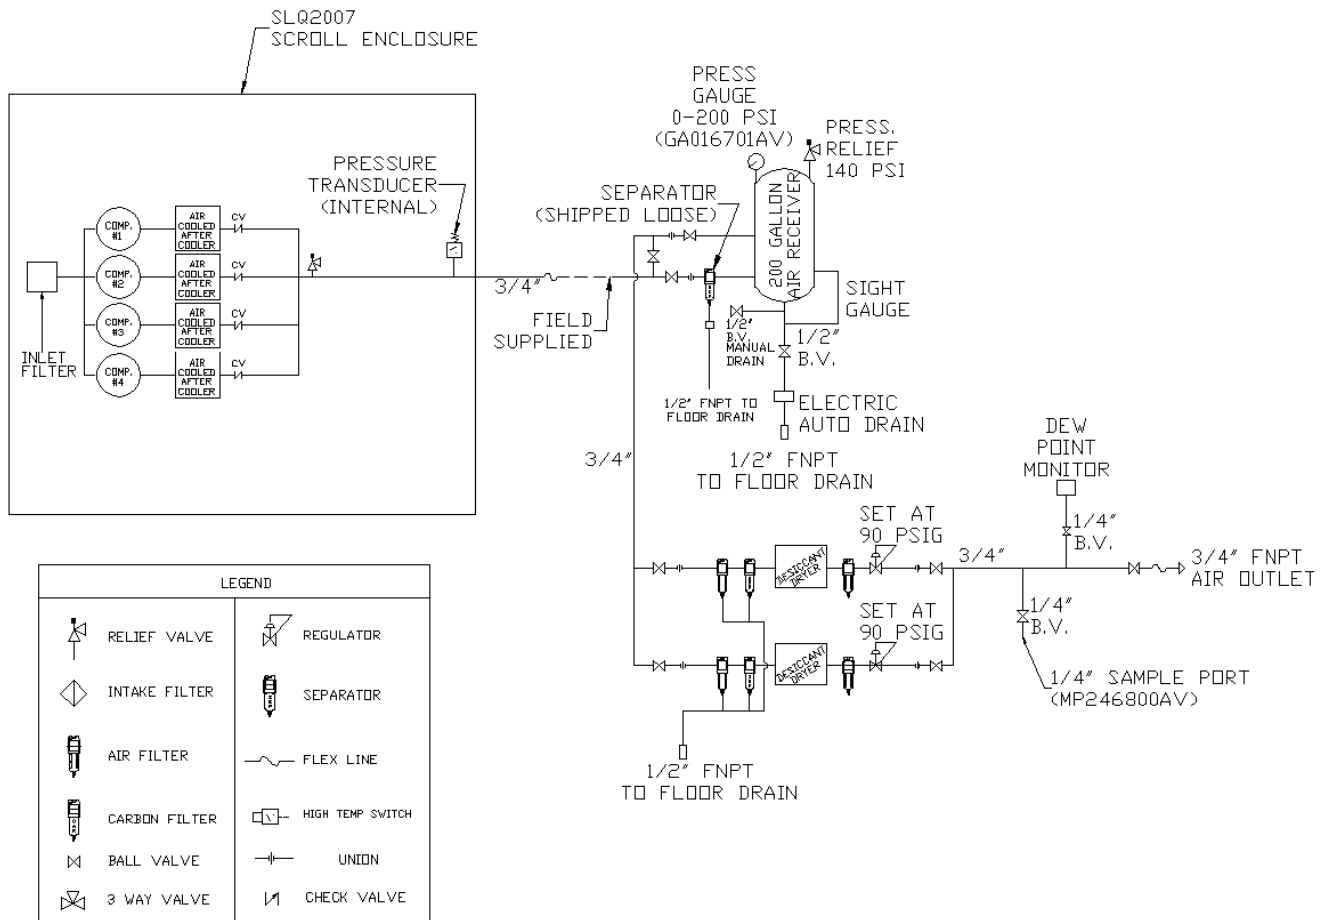 SLQ2007
SCROLL ENCLOSURE
PRESS
GAUGE
0-200 PSI
(GA016701AV)
PRESS.
RELIEF
140 PSI
PRESSURE
TRANSDUCER
(INTERNAL)
SEPARATOR
(SHIPPED LOOSE)
200 GALLON
AIR RECEIVER
COMP.
#1
AIR
COOLED
AFTER
COOLER
CV
COMP.
#2
AIR
COOLED
AFTER
COOLER
CV
COMP.
#3
AIR
COOLED
AFTER
COOLER
CV
COMP.
#4
AIR
COOLED
AFTER
COOLER
CV
INLET
FILTER
3/4"
FIELD
SUPPLIED
SIGHT
GAUGE
1/2"
B.V.
MANUAL
DRAIN
1/2"
B.V.
1/2" FNPT TO
FLOOR DRAIN
ELECTRIC
AUTO DRAIN
3/4"
1/2" FNPT
TO FLOOR DRAIN
DEW
POINT
MONITOR
SET AT
90 PSIG
1/4"
B.V.
DESICCANT
DRYER
3/4"
3/4" FNPT
AIR OUTLET
SET AT
90 PSIG
1/4"
B.V.
DESICCANT
DRYER
1/4" SAMPLE PORT
(MP246800AV)
1/2" FNPT
TO FLOOR DRAIN
LEGEND
RELIEF VALVE
REGULATOR
INTAKE FILTER
SEPARATOR
AIR FILTER
FLEX LINE
CARBON FILTER
HIGH TEMP SWITCH
BALL VALVE
UNION
3 WAY VALVE
CHECK VALVE